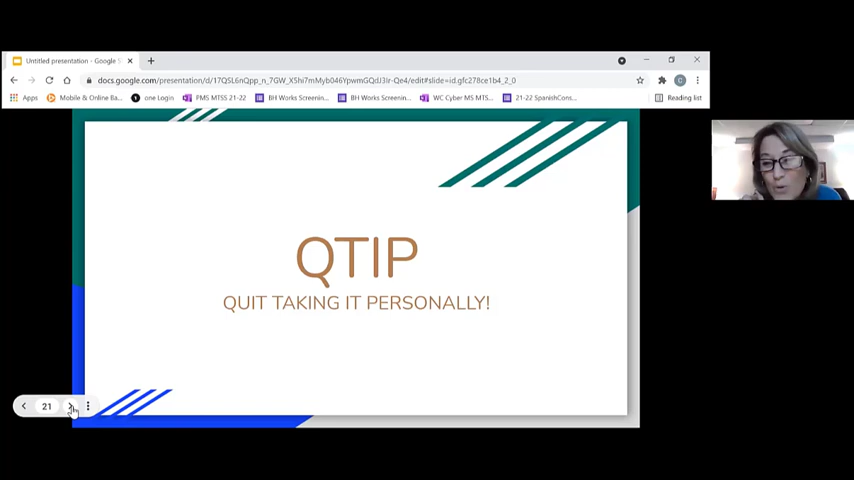 Untitled presentation - Google S
docs.google.com/presentation/d/17QSL6nQpp_n_7GW_X5hi7mMyb046YpwmGQdJ3Ir-Qe4/edit#slide=id.gfc278ce1b4_2_0
Apps Mobile & Online Ba... one Login PMS MTSS 21-22 BH Works Screenin... BH Works Screenin... WC Cyber MS MTS... 21-22 SpanishCons... Reading list
QTIP
QUIT TAKING IT PERSONALLY!
21